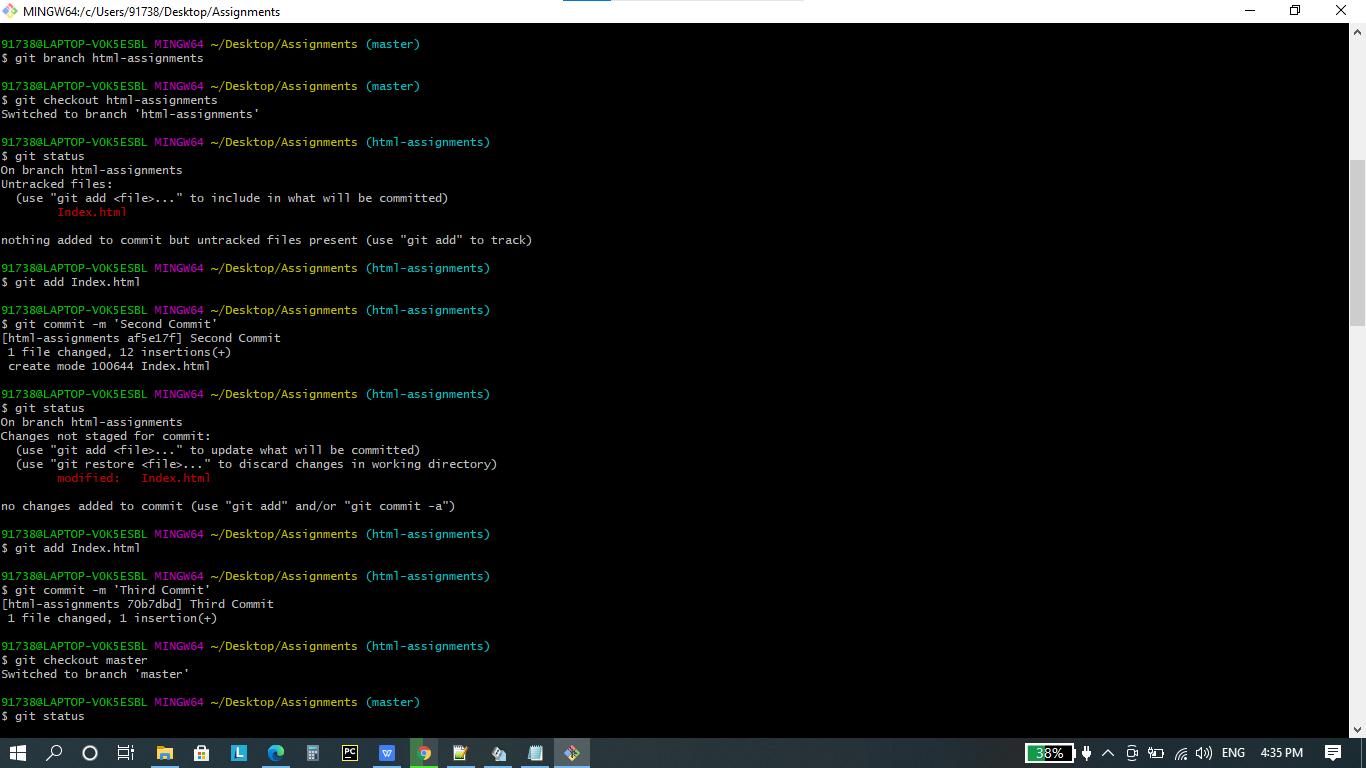 MINGW64:/c/Users/91738/Desktop/Assignments
91738@LAPTOP-VOK5ESBL MINGW64 ~/Desktop/Assignments (master)
$ git branch html-assignments
91738@LAPTOP-VOK5ESBL MINGW64 ~/Desktop/Assignments (master)
$ git checkout html-assignments
Switched to branch 'html-assignments'
91738@LAPTOP-VOK5ESBL MINGW64 ~/Desktop/Assignments (html-assignments)
$ git status
On branch html-assignments
Untracked files:
  (use "git add <file>..." to include in what will be committed)
        Index.html
nothing added to commit but untracked files present (use "git add" to track)
91738@LAPTOP-VOK5ESBL MINGW64 ~/Desktop/Assignments (html-assignments)
$ git add Index.html
91738@LAPTOP-VOK5ESBL MINGW64 ~/Desktop/Assignments (html-assignments)
$ git commit -m 'Second Commit'
[html-assignments af5e17f] Second Commit
 1 file changed, 12 insertions(+)
 create mode 100644 Index.html
91738@LAPTOP-VOK5ESBL MINGW64 ~/Desktop/Assignments (html-assignments)
$ git status
On branch html-assignments
Changes not staged for commit:
  (use "git add <file>..." to update what will be committed)
  (use "git restore <file>..." to discard changes in working directory)
        modified:   Index.html
no changes added to commit (use "git add" and/or "git commit -a")
91738@LAPTOP-VOK5ESBL MINGW64 ~/Desktop/Assignments (html-assignments)
$ git add Index.html
91738@LAPTOP-VOK5ESBL MINGW64 ~/Desktop/Assignments (html-assignments)
$ git commit -m 'Third Commit'
[html-assignments 70b7dbd] Third Commit
 1 file changed, 1 insertion(+)
91738@LAPTOP-VOK5ESBL MINGW64 ~/Desktop/Assignments (html-assignments)
$ git checkout master
Switched to branch 'master'
91738@LAPTOP-VOK5ESBL MINGW64 ~/Desktop/Assignments (master)
$ git status
L PC W 38% ENG 4:35 PM